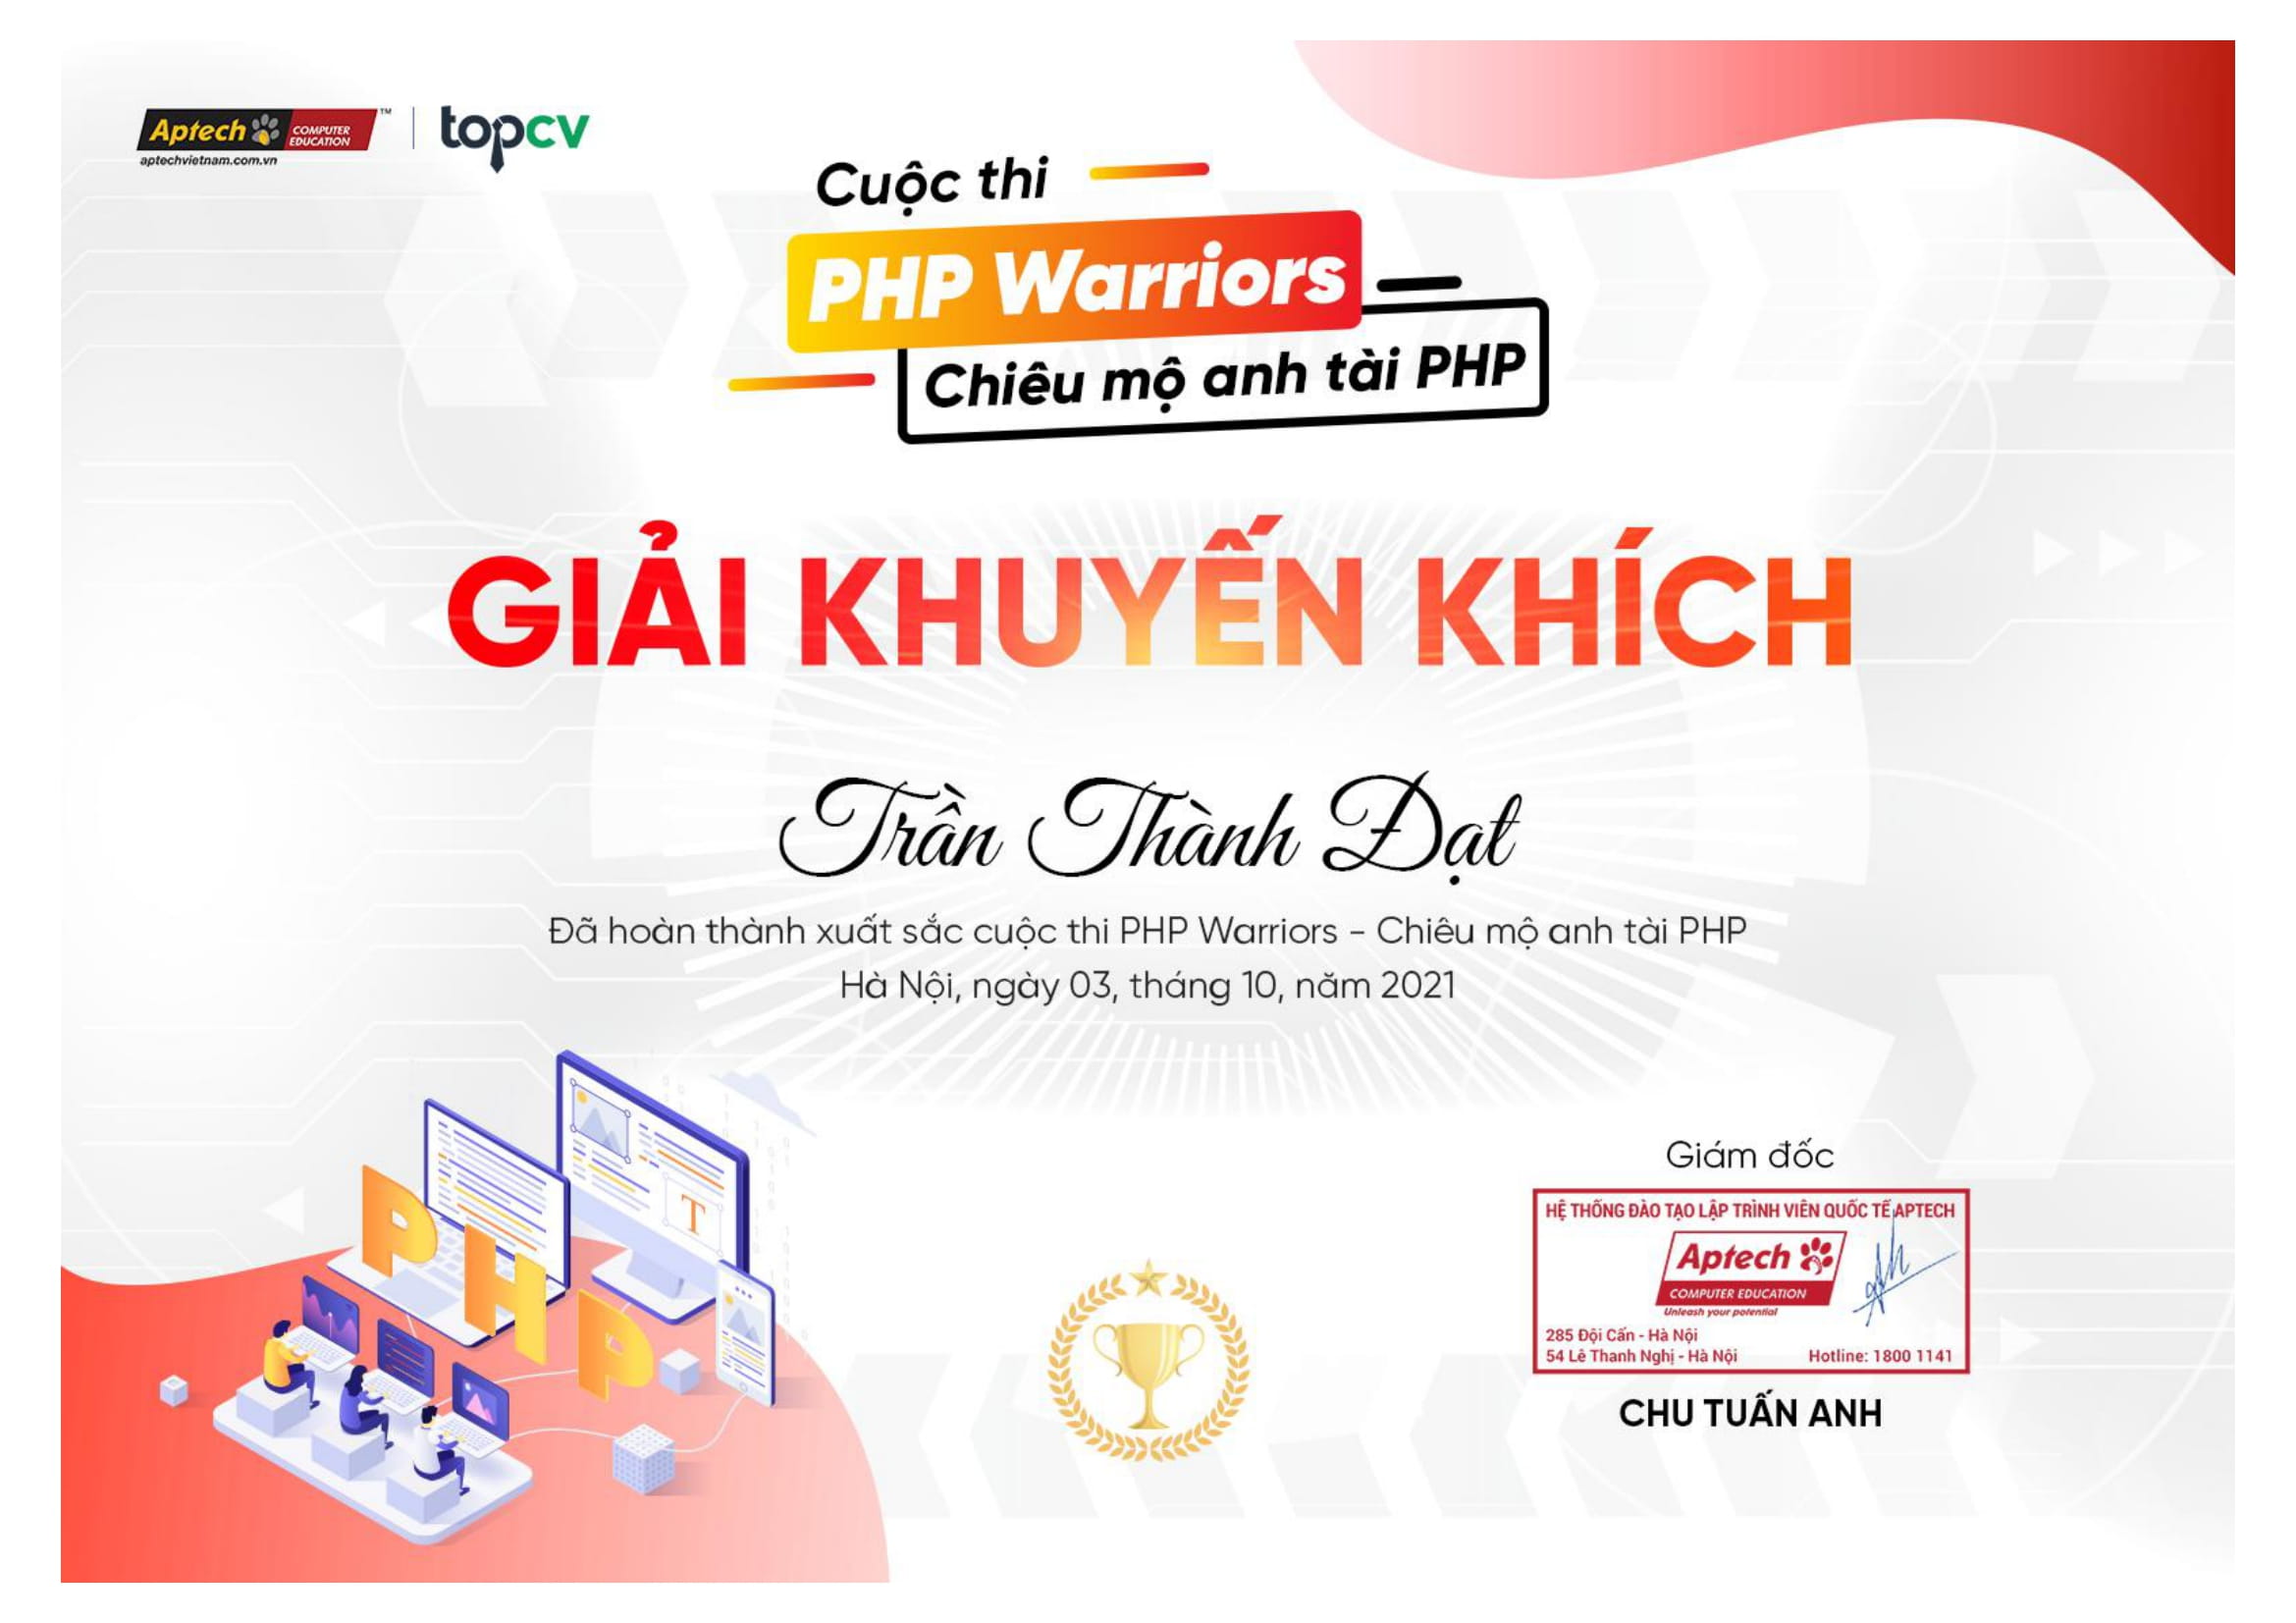 Aptech COMPUTER EDUCATION ™
aptechvietnam.com.vn
topcv
Cuộc thi
PHP Warriors
Chiêu mộ anh tài PHP
GIẢI KHUYẾN KHÍCH
Trần Thành Đạt
Đã hoàn thành xuất sắc cuộc thi PHP Warriors - Chiêu mộ anh tài PHP
Hà Nội, ngày 03, tháng 10, năm 2021
PHP
T
Giám đốc
HỆ THỐNG ĐÀO TẠO LẬP TRÌNH VIÊN QUỐC TẾ APTECH
Aptech
COMPUTER EDUCATION
Unleash your potential
285 Đội Cấn - Hà Nội
54 Lê Thanh Nghị - Hà Nội Hotline: 1800 1141
CHU TUẤN ANH